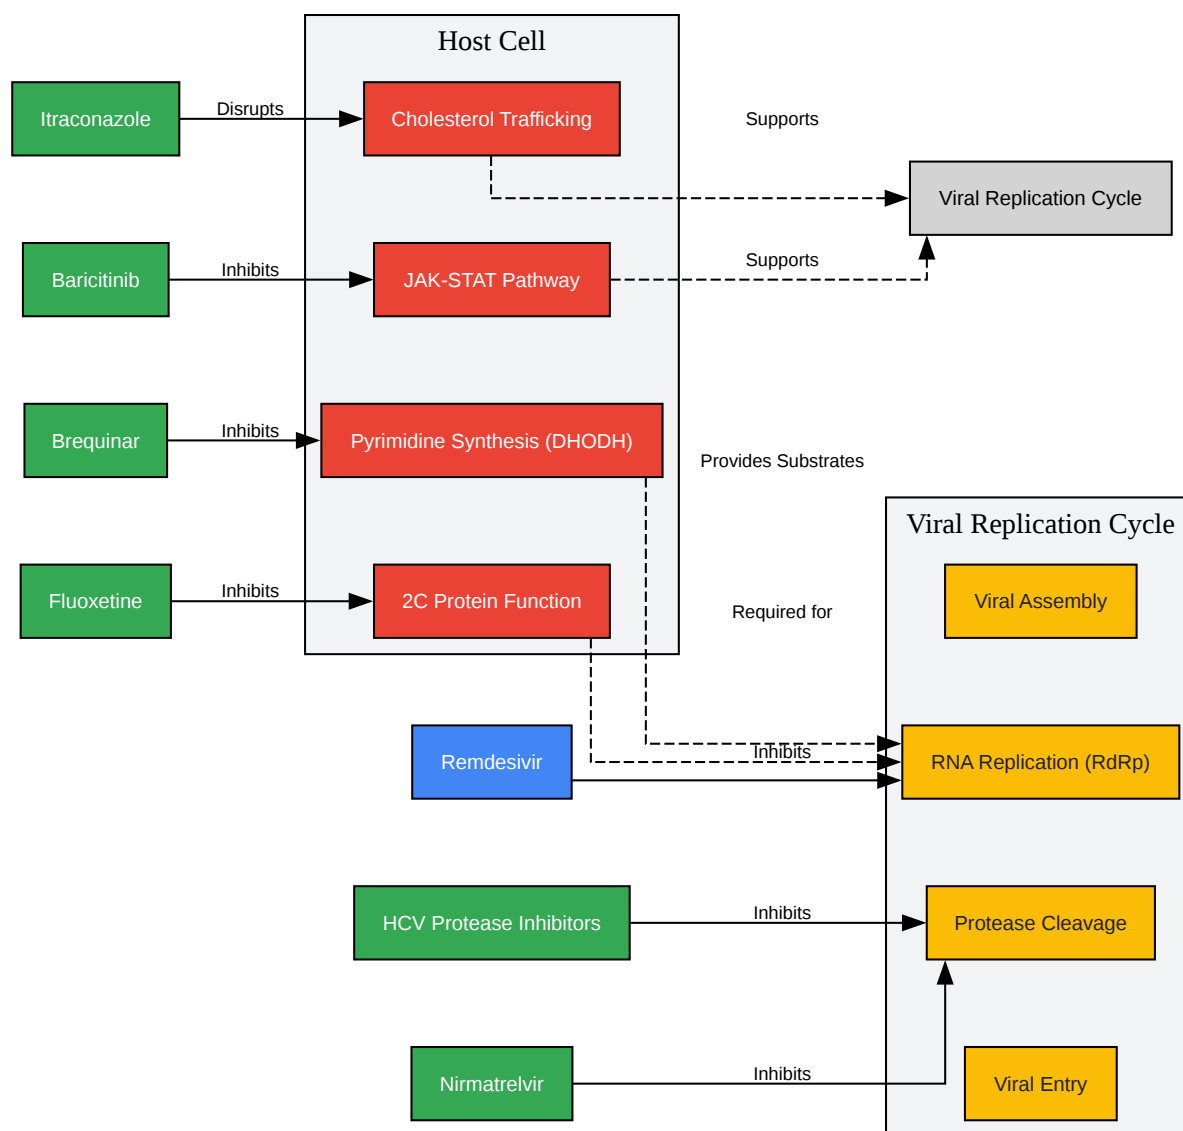 Host Cell
Itraconazole
Disrupts
Cholesterol Trafficking
Supports
Viral Replication Cycle
Baricitinib
Inhibits
JAK-STAT Pathway
Supports
Brequinar
Inhibits
Pyrimidine Synthesis (DHODH)
Provides Substrates
Viral Replication Cycle
Fluoxetine
Inhibits
2C Protein Function
Required for
Viral Assembly
Remdesivir
Inhibits
RNA Replication (RdRp)
HCV Protease Inhibitors
Inhibits
Protease Cleavage
Nirmatrelvir
Inhibits
Viral Entry